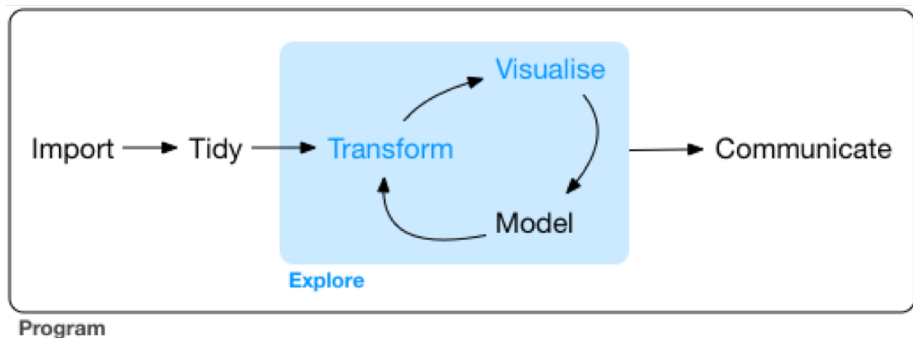 Visualise
Import
Tidy
Transform
Communicate
Model
Explore
Program